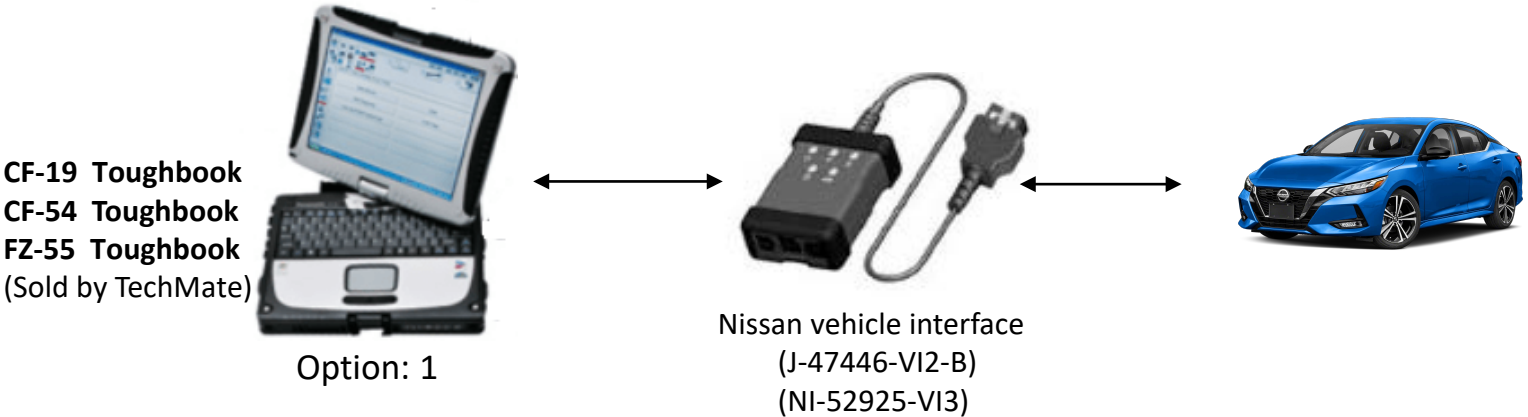 CF-19 Toughbook
CF-54 Toughbook
FZ-55 Toughbook
(Sold by TechMate)
Option: 1
Nissan vehicle interface
(J-47446-VI2-B)
(NI-52925-VI3)